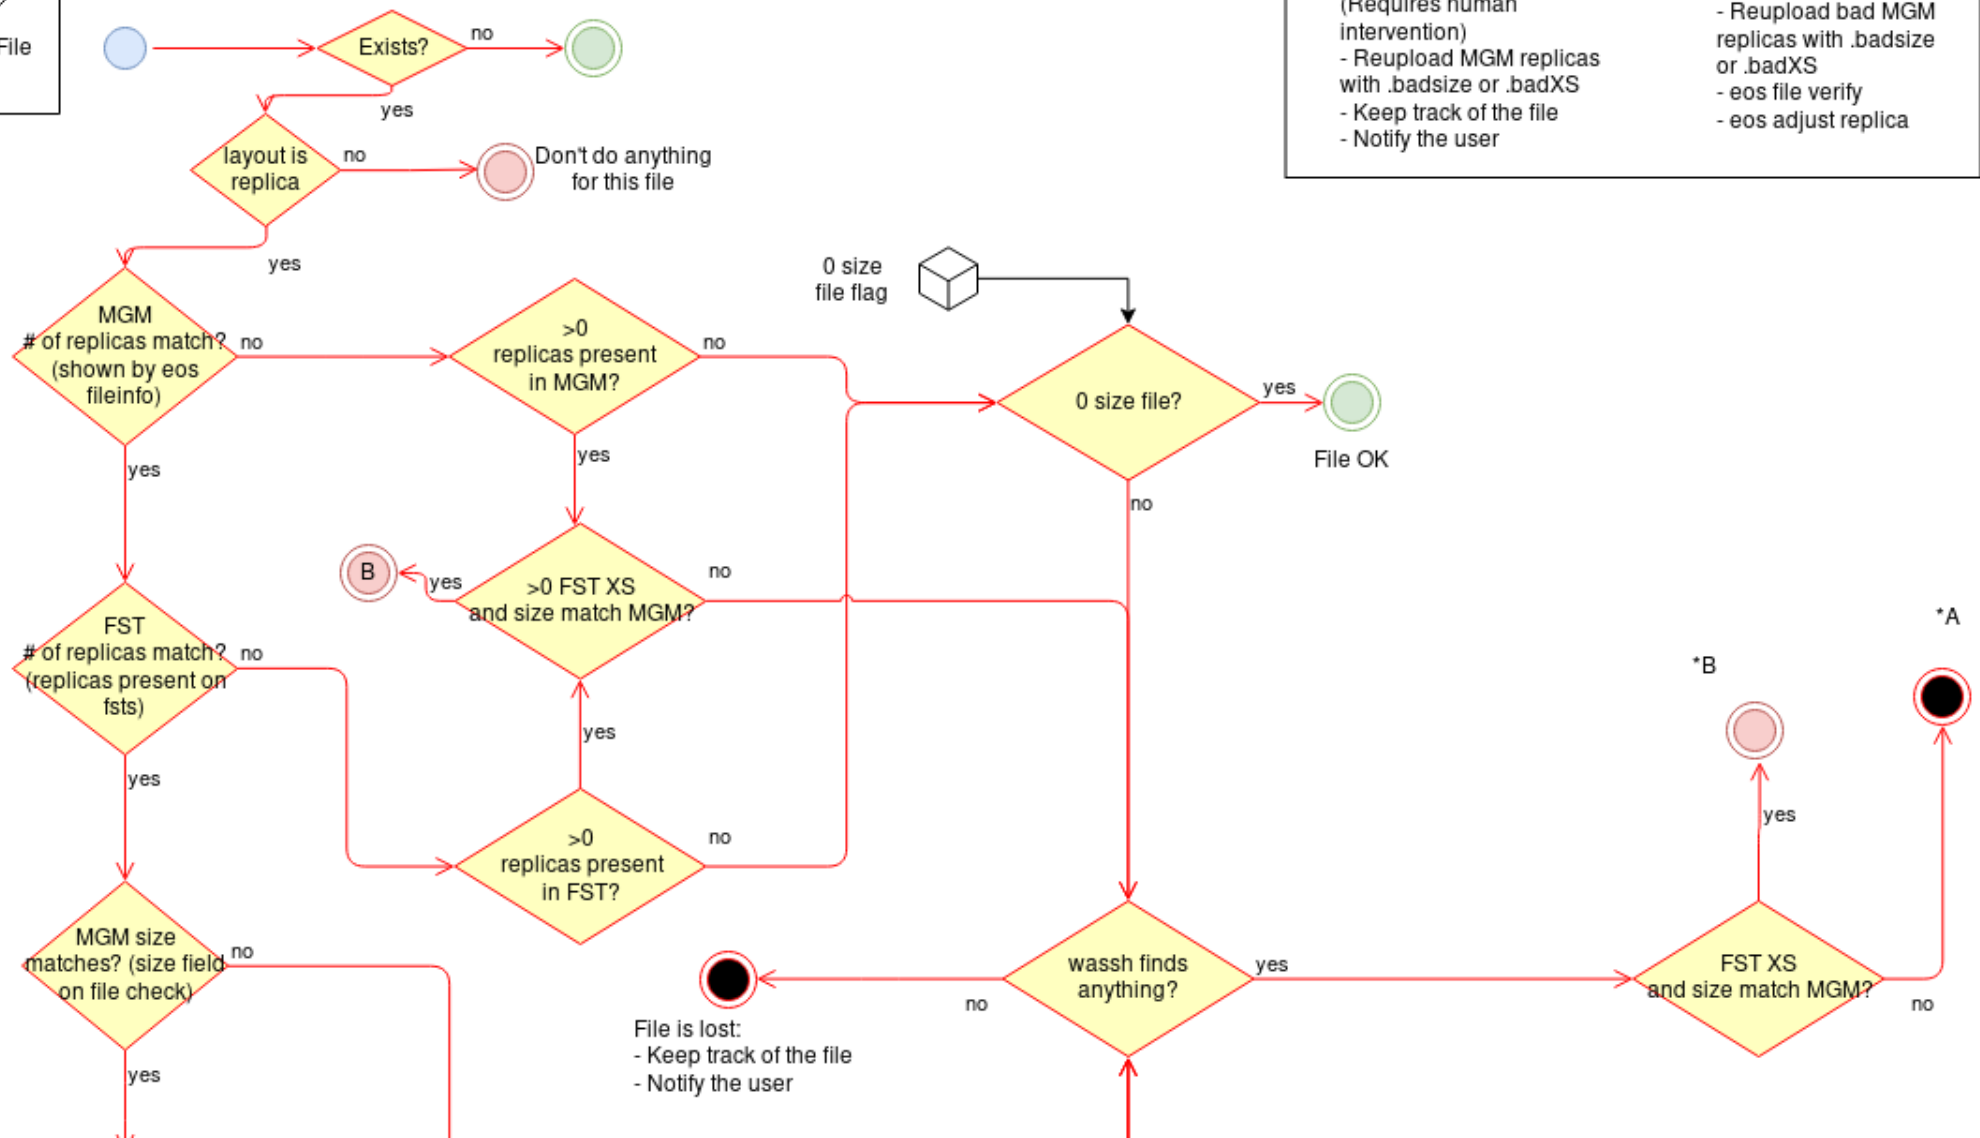 File
Exists?
no
yes
(Requires human
intervention)
- Reupload MGM replicas
with .badsize or .badXS
- Keep track of the file
- Notify the user
- Reupload bad MGM
replicas with .badsize
or .badXS
- eos file verify
- eos adjust replica
layout is
replica
no
Don't do anything
for this file
yes
MGM
# of replicas match?
(shown by eos
fileinfo)
no
yes
>0
replicas present
in MGM?
no
yes
0 size
file flag
0 size file?
yes
File OK
no
B
yes
>0 FST XS
and size match MGM?
no
FST
# of replicas match?
(replicas present on
fsts)
no
yes
yes
>0
replicas present
in FST?
no
*A
*B
yes
MGM size
matches? (size field
on file check)
no
yes
File is lost:
- Keep track of the file
- Notify the user
no
wassh finds
anything?
yes
FST XS
and size match MGM?
no